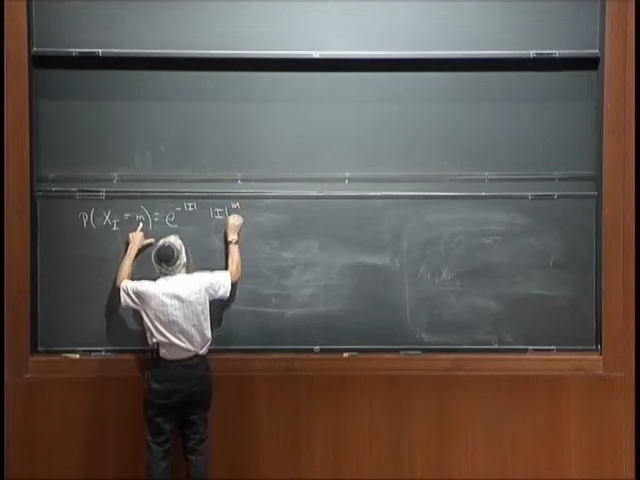 P(X_I = m) = e^{-|I|} |I|^m